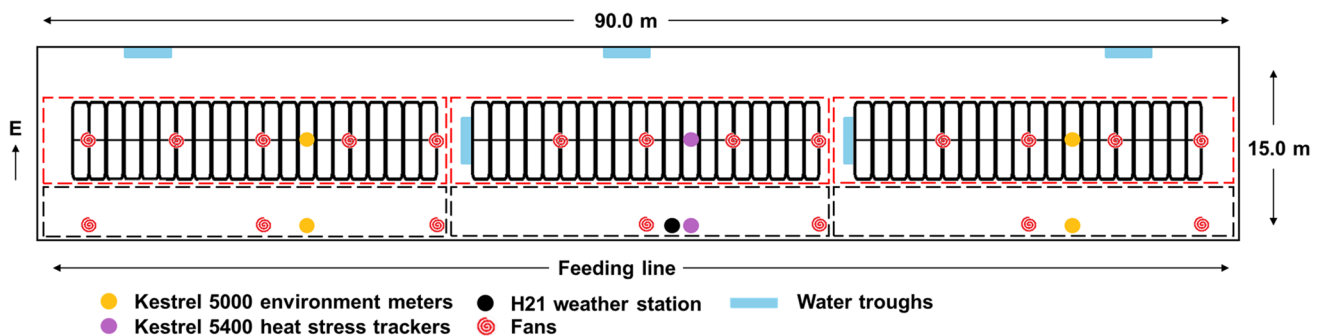 90.0 m
E
15.0 m
Feeding line
Kestrel 5000 environment meters
H21 weather station
Water troughs
Kestrel 5400 heat stress trackers
Fans